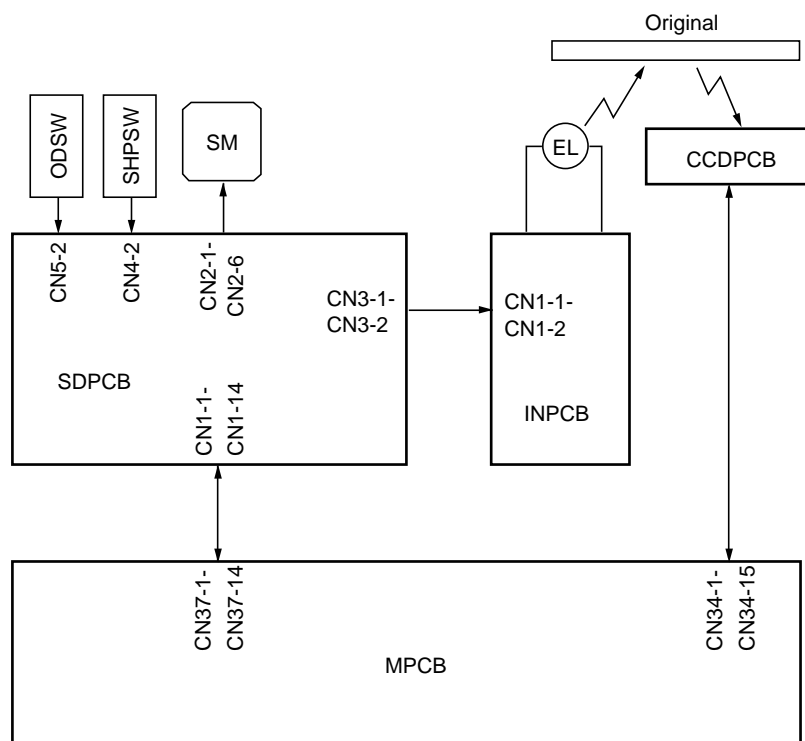 Original
ODSW
SHPSW
SM
EL
CCDPCB
CN5-2
CN4-2
CN2-1-
CN2-6
CN3-1-
CN3-2
CN1-1-
CN1-2
SDPCB
CN1-1-
CN1-14
INPCB
CN37-1-
CN37-14
CN34-1-
CN34-15
MPCB